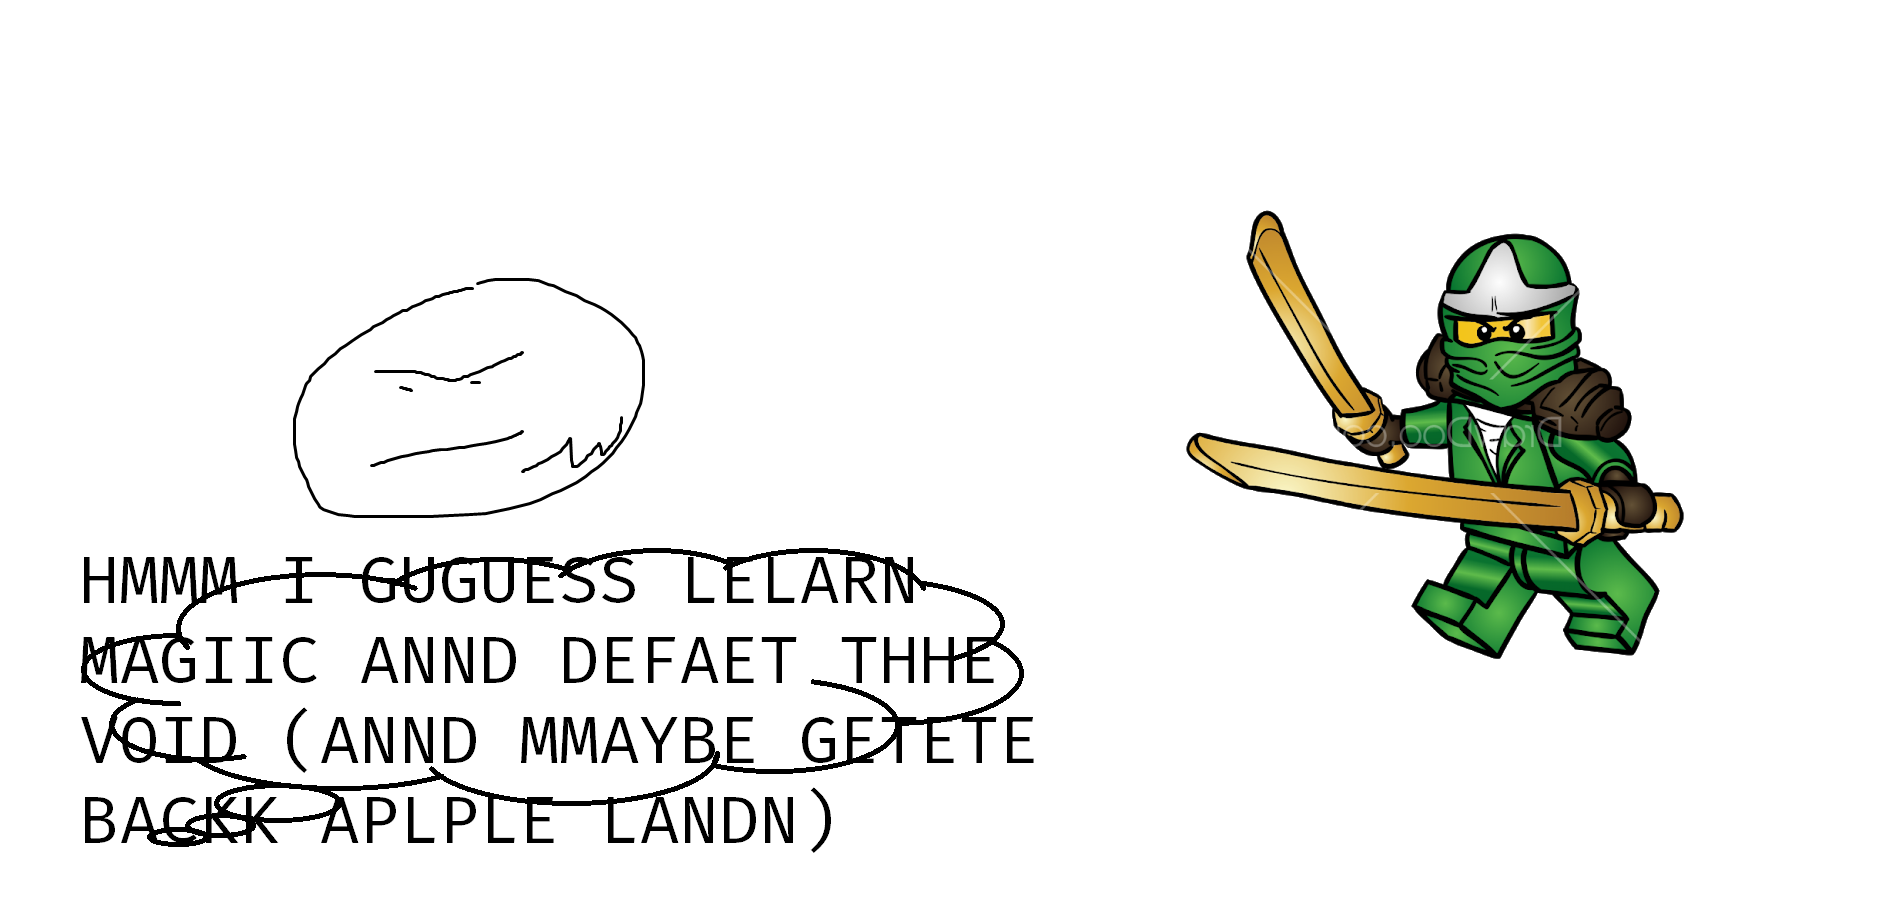 HMMM I GUGUESS LELARN
MAGIIC ANND DEFAET THHE
VOID (ANND MMAYBE GETETE
BACKK APLPLE LANDN)